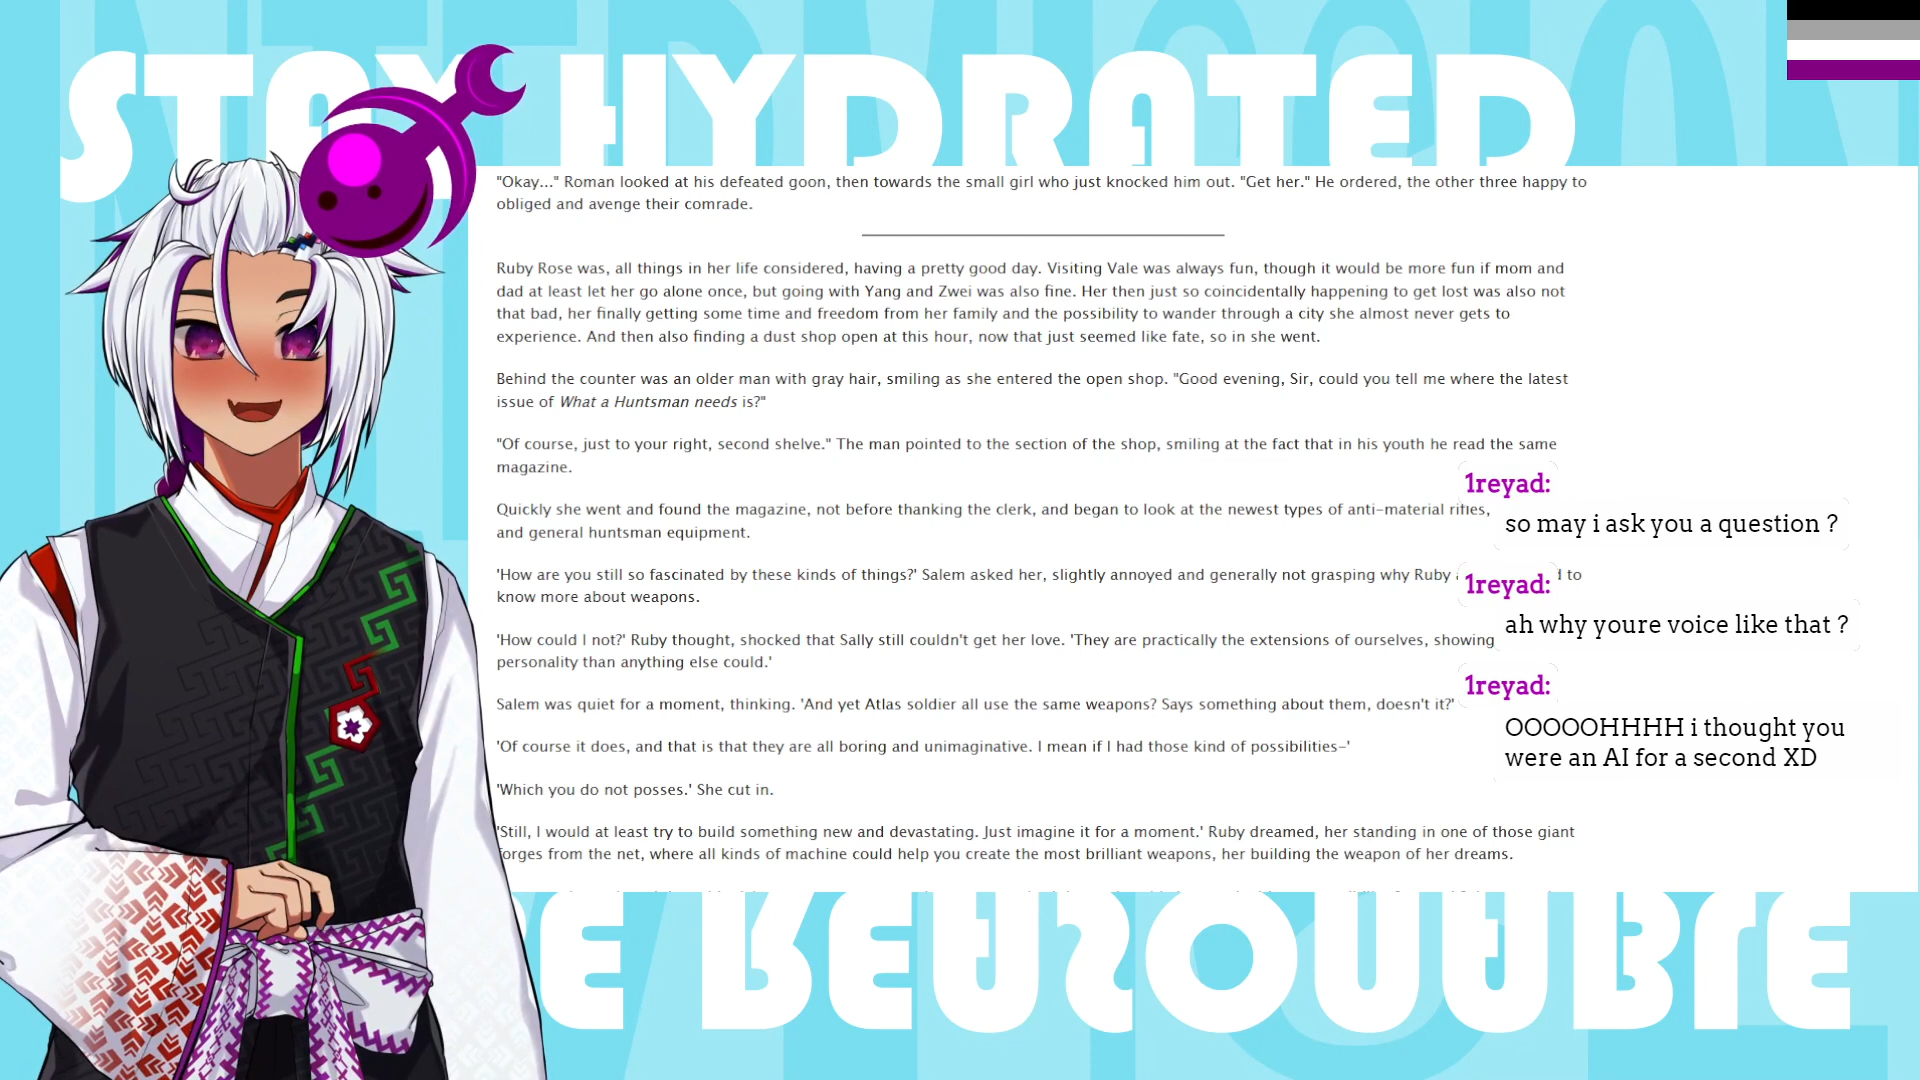 STAY HYDRATED
"Okay..." Roman looked at his defeated goon, then towards the small girl who just knocked him out. "Get her." He ordered, the other three happy to
obliged and avenge their comrade.
Ruby Rose was, all things in her life considered, having a pretty good day. Visiting Vale was always fun, though it would be more fun if mom and
dad at least let her go alone once, but going with Yang and Zwei was also fine. Her then just so coincidentally happening to get lost was also not
that bad, her finally getting some time and freedom from her family and the possibility to wander through a city she almost never gets to
experience. And then also finding a dust shop open at this hour, now that just seemed like fate, so in she went.
Behind the counter was an older man with gray hair, smiling as she entered the open shop. "Good evening, Sir, could you tell me where the latest
issue of What a Huntsman needs is?"
"Of course, just to your right, second shelve." The man pointed to the section of the shop, smiling at the fact that in his youth he read the same
magazine.
Quickly she went and found the magazine, not before thanking the clerk, and began to look at the newest types of anti-material rifles,
and general huntsman equipment.
'How are you still so fascinated by these kinds of things?' Salem asked her, slightly annoyed and generally not grasping why Ruby to
know more about weapons.
'How could I not?' Ruby thought, shocked that Sally still couldn't get her love. 'They are practically the extensions of ourselves, showing
personality than anything else could.'
Salem was quiet for a moment, thinking. 'And yet Atlas soldier all use the same weapons? Says something about them, doesn't it?'
'Of course it does, and that is that they are all boring and unimaginative. I mean if I had those kind of possibilities-'
'Which you do not posses.' She cut in.
'Still, I would at least try to build something new and devastating. Just imagine it for a moment.' Ruby dreamed, her standing in one of those giant
forges from the net, where all kinds of machine could help you create the most brilliant weapons, her building the weapon of her dreams.
1reyad:
so may i ask you a question ?
1reyad:
ah why youre voice like that ?
1reyad:
OOOOOHHHH i thought you
were an AI for a second XD